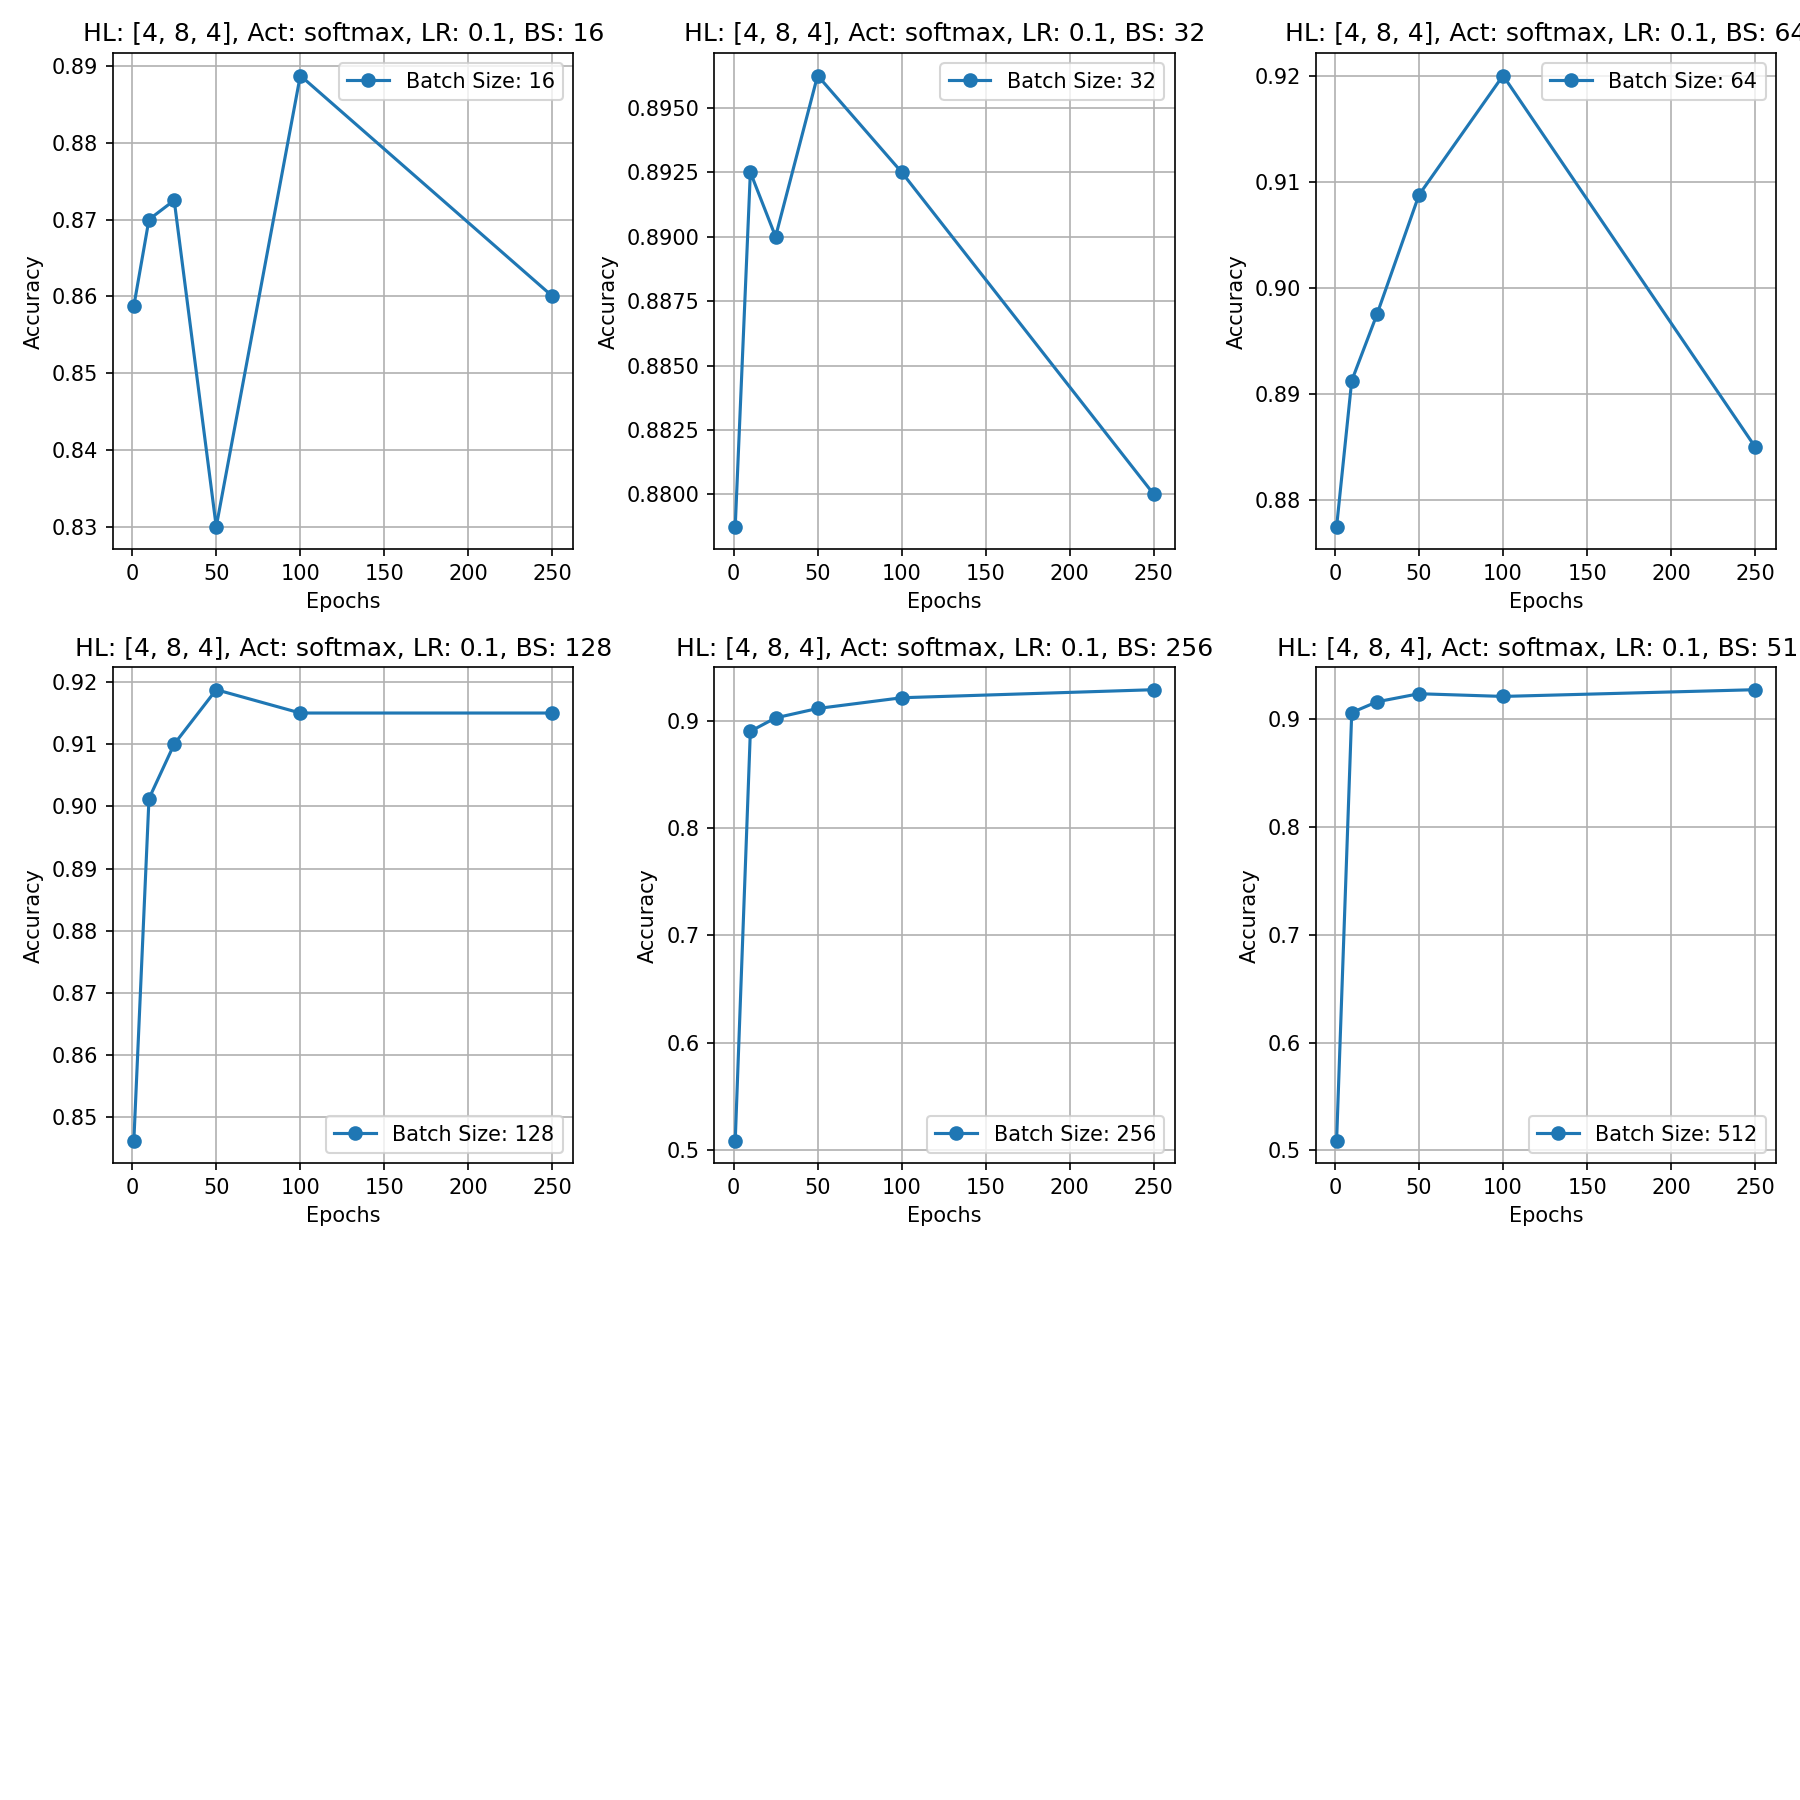 HL: [4, 8, 4], Act: softmax, LR: 0.1, BS: 16
0.89
0.88
0.87
0.86
0.85
0.84
0.83
Accuracy
Batch Size: 16
0 50 100 150 200 250
Epochs
HL: [4, 8, 4], Act: softmax, LR: 0.1, BS: 32
0.8950
0.8925
0.8900
0.8875
0.8850
0.8825
0.8800
Accuracy
Batch Size: 32
0 50 100 150 200 250
Epochs
HL: [4, 8, 4], Act: softmax, LR: 0.1, BS: 64
0.92
0.91
0.90
0.89
0.88
Accuracy
Batch Size: 64
0 50 100 150 200 250
Epochs
HL: [4, 8, 4], Act: softmax, LR: 0.1, BS: 128
0.92
0.91
0.90
0.89
0.88
0.87
0.86
0.85
Accuracy
Batch Size: 128
0 50 100 150 200 250
Epochs
HL: [4, 8, 4], Act: softmax, LR: 0.1, BS: 256
0.9
0.8
0.7
0.6
0.5
Accuracy
Batch Size: 256
0 50 100 150 200 250
Epochs
HL: [4, 8, 4], Act: softmax, LR: 0.1, BS: 51
0.9
0.8
0.7
0.6
0.5
Accuracy
Batch Size: 512
0 50 100 150 200 250
Epochs